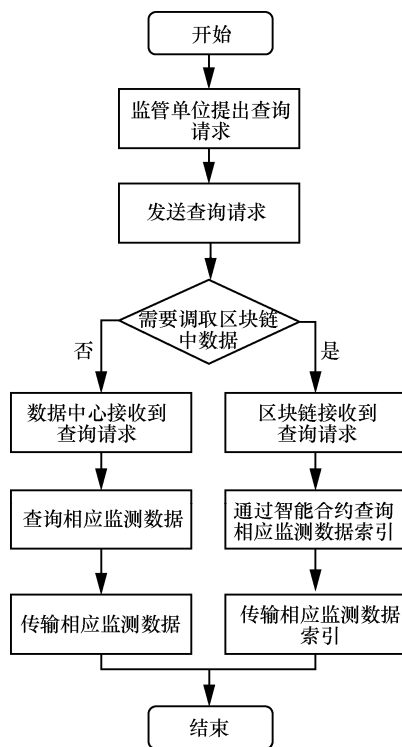 开始
监管单位提出查询
请求
发送查询请求
需要调取区块链
中数据
否
是
数据中心接收到
查询请求
区块链接收到
查询请求
查询相应监测数据
通过智能合约查询
相应监测数据索引
传输相应监测数据
传输相应监测数据
索引
结束